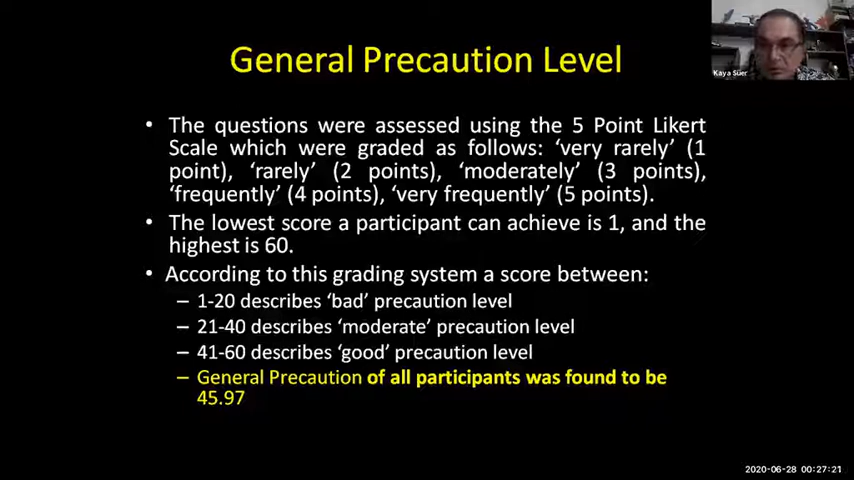 General Precaution Level
Kaya Süer
• The questions were assessed using the 5 Point Likert
Scale which were graded as follows: ‘very rarely’ (1
point), ‘rarely’ (2 points), ‘moderately’ (3 points),
‘frequently’ (4 points), ‘very frequently’ (5 points).
• The lowest score a participant can achieve is 1, and the
highest is 60.
• According to this grading system a score between:
– 1-20 describes ‘bad’ precaution level
– 21-40 describes ‘moderate’ precaution level
– 41-60 describes ‘good’ precaution level
– General Precaution of all participants was found to be
45.97
2020-06-28 00:27:21